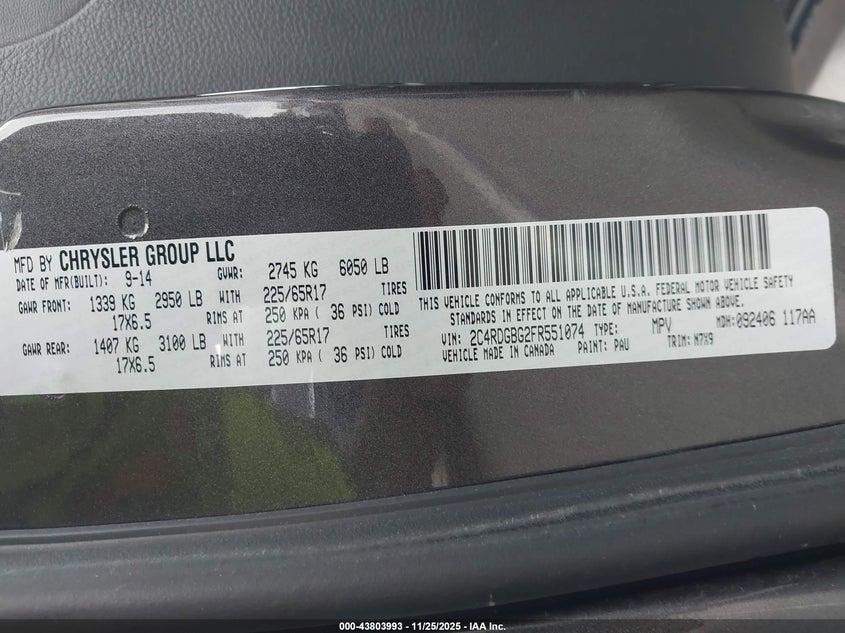 MFD BY CHRYSLER GROUP LLC
DATE OF MFR(BUILT): 9-14 GVWR: 2745 KG 6050 LB
GAWR FRONT: 1339 KG 2950 LB WITH 225/65R17 TIRES
17X6.5 RIMS AT 250 KPA ( 36 PSI) COLD
GAWR REAR: 1407 KG 3100 LB WITH 225/65R17 TIRES
17X6.5 RIMS AT 250 KPA ( 36 PSI) COLD
THIS VEHICLE CONFORMS TO ALL APPLICABLE U.S.A. FEDERAL MOTOR VEHICLE SAFETY
STANDARDS IN EFFECT ON THE DATE OF MANUFACTURE SHOWN ABOVE.
VIN: 2C4RDGBG2FR551074 TYPE: MPV MDH: 092406 117AA
VEHICLE MADE IN CANADA PAINT: PAU TRIM: N7X9
000-43803993 - 11/25/2025 - IAA Inc.